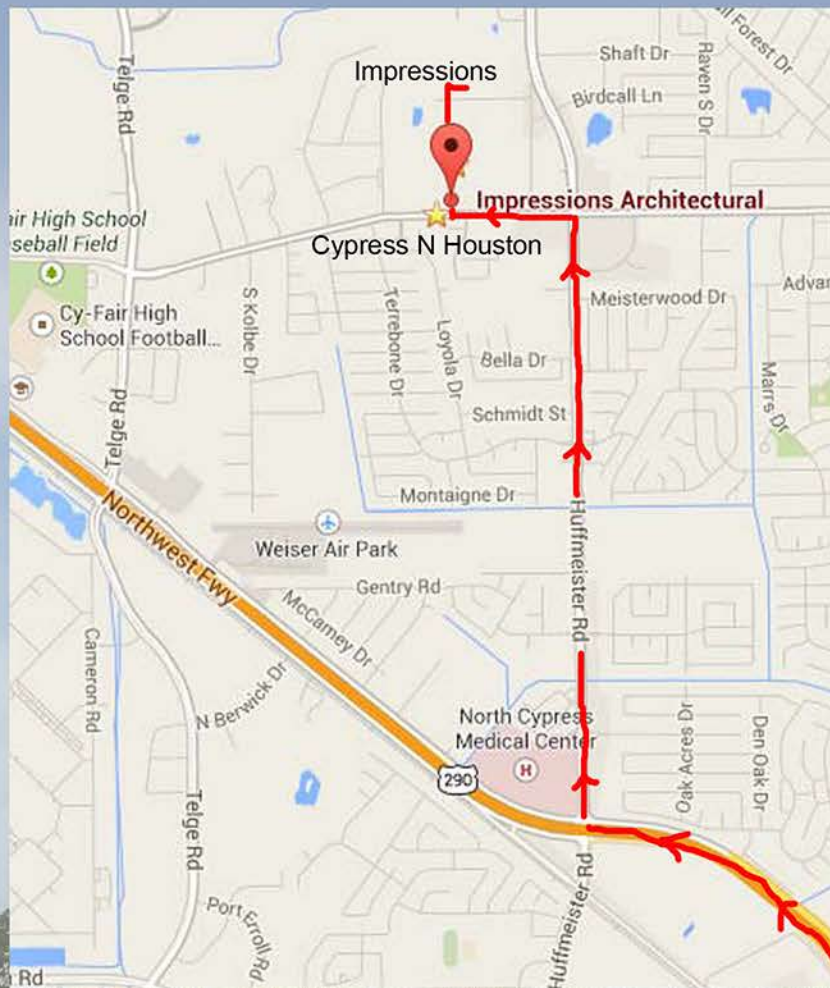 ll Forest Dr
Shaft Dr
Raven S Dr
Impressions
Telge Rd
Birdcall Ln
Impressions Architectural
air High School
seball Field
Cypress N Houston
Meisterwood Dr
Advar
Cy-Fair High
School Football...
S Kolbe Dr
Terrebone Dr
Loyola Dr
Bella Dr
Marrs Dr
Schmidt St
Telge Rd
Montaigne Dr
Northwest Fwy
Huffmeister Rd
Weiser Air Park
Gentry Rd
McCarney Dr
Cameron Rd
N Berwick Dr
North Cypress
Medical Center
H
Oak Acres Dr
Den Oak Dr
290
Telge Rd
Huffmeister Rd
Port Erroll Rd
Rd